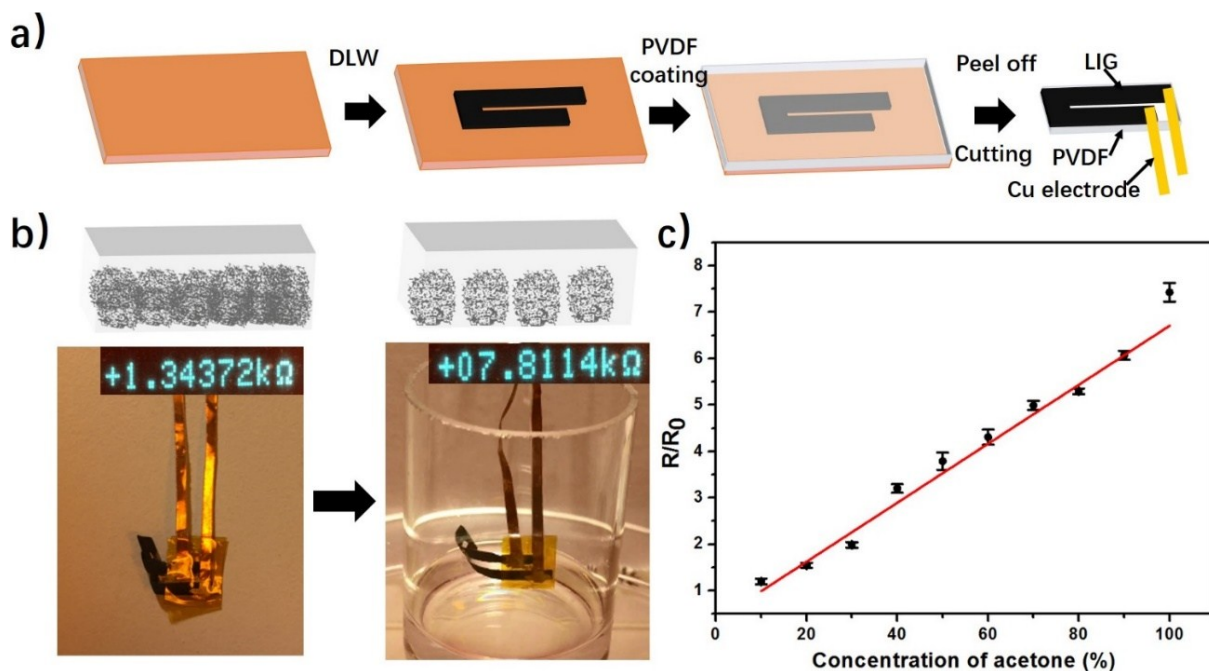 a)
DLW
PVDF
coating
Peel off
Cutting
LIG
PVDF
Cu electrode
b)
+1.34372kΩ
+07.8114kΩ
c)
8
7
6
5
4
3
2
1
R/R0
0
20
40
60
80
100
Concentration of acetone (%)